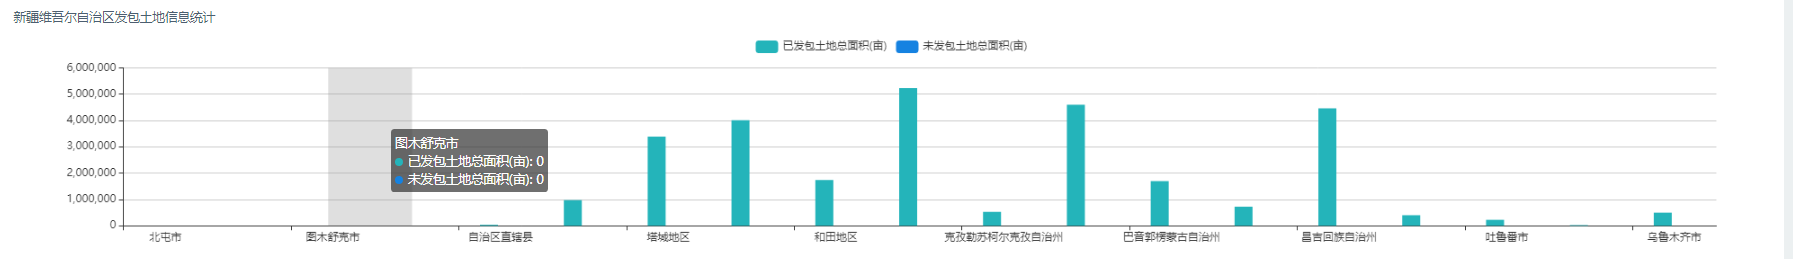 新疆维吾尔自治区发包土地信息统计
已发包土地总面积(亩) 未发包土地总面积(亩)
6,000,000
5,000,000
4,000,000
3,000,000
2,000,000
1,000,000
0
图木舒克市
已发包土地总面积(亩): 0
未发包土地总面积(亩): 0
北屯市 图木舒克市 自治区直辖县 塔城地区 和田地区 克孜勒苏柯尔克孜自治州 巴音郭楞蒙古自治州 昌吉回族自治州 吐鲁番市 乌鲁木齐市